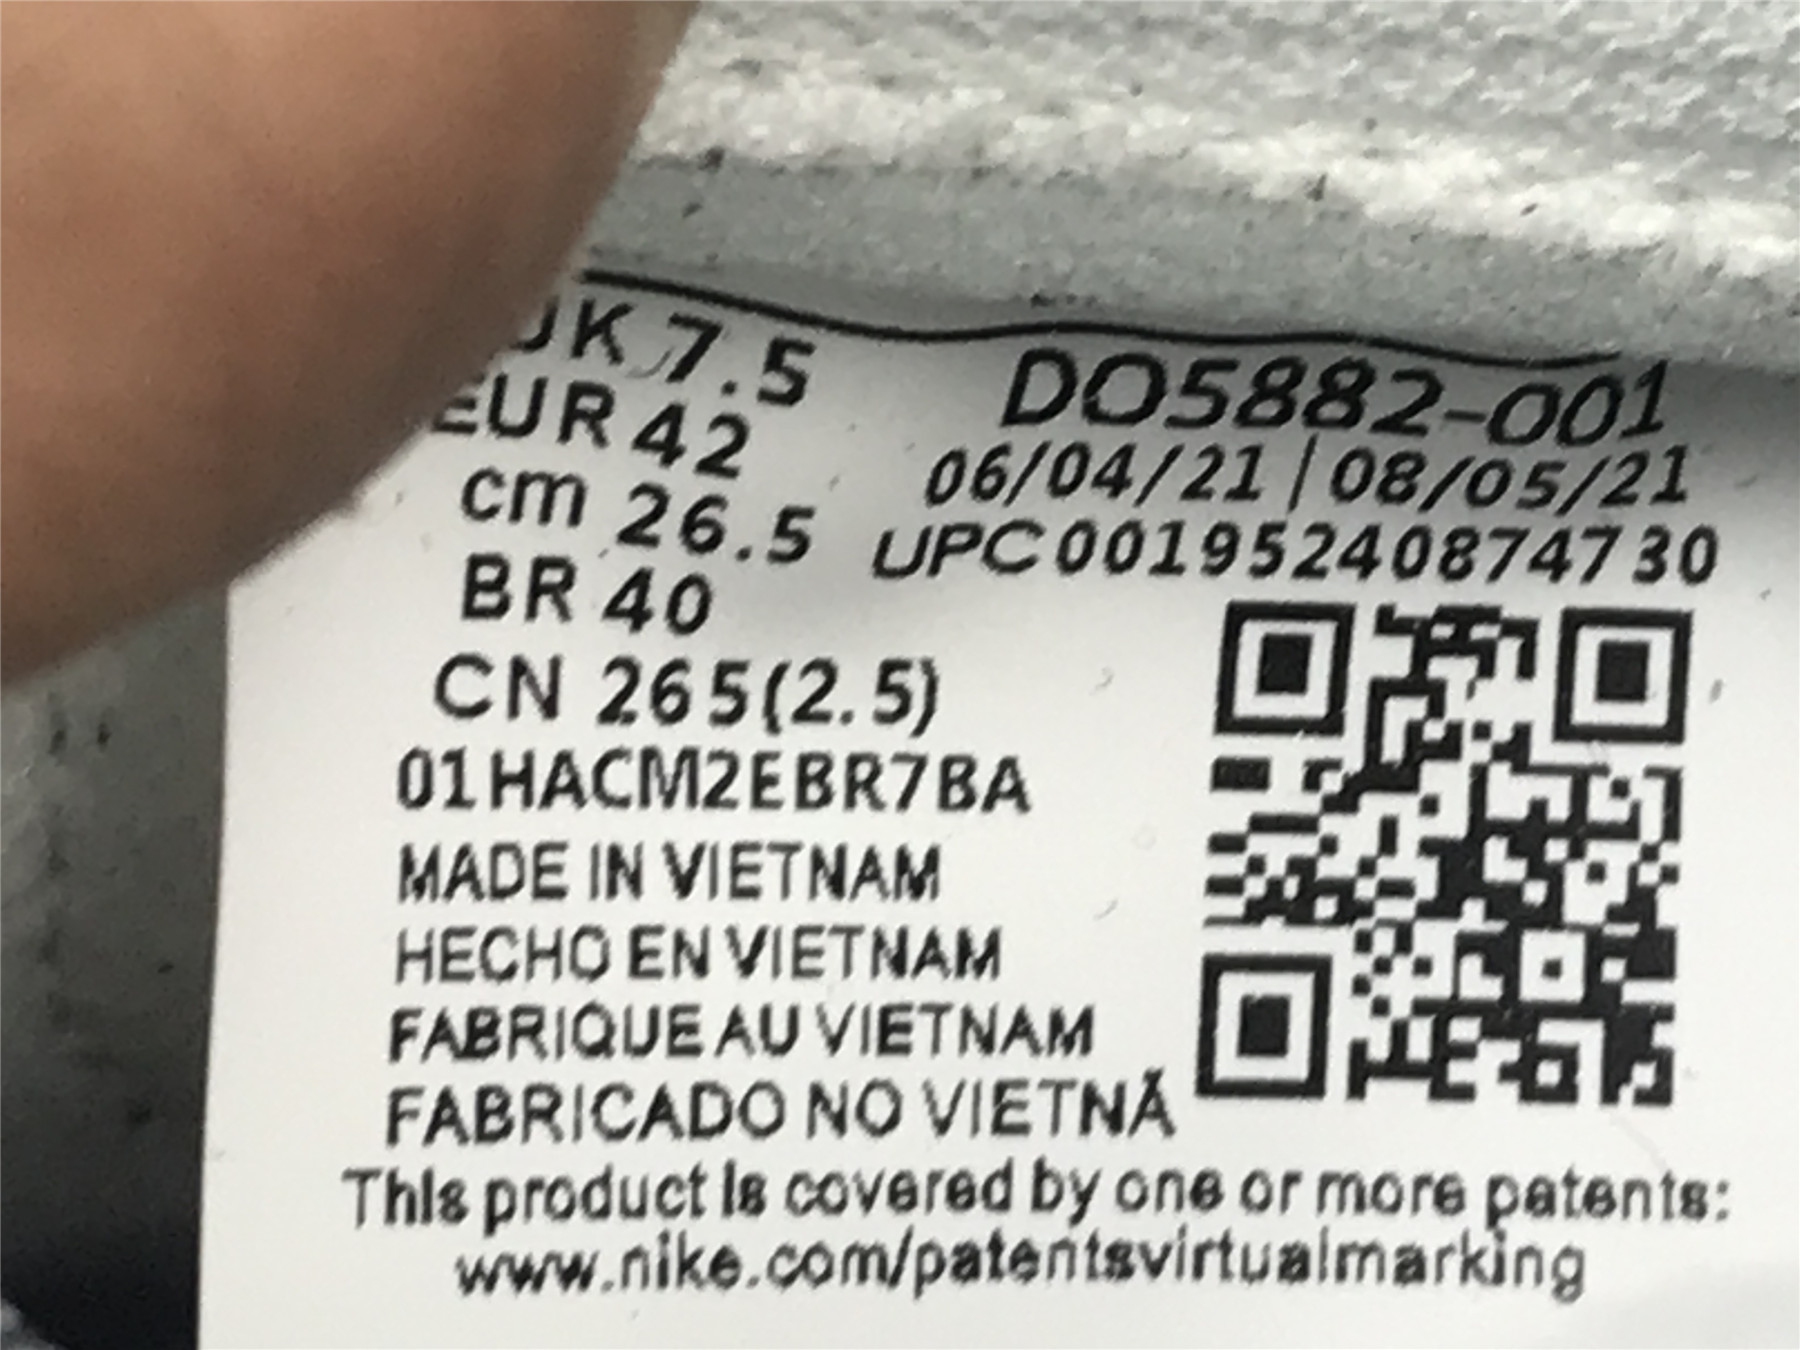 UK 7.5
EUR 42
cm 26.5
BR 40
CN 265(2.5)
DO5882-001
06/04/21|08/05/21
UPC00195240874730
01HACM2EBR7BA
MADE IN VIETNAM
HECHO EN VIETNAM
FABRIQUE AU VIETNAM
FABRICADO NO VIETNÃ
This product is covered by one or more patents:
www.nike.com/patentsvirtualmarking